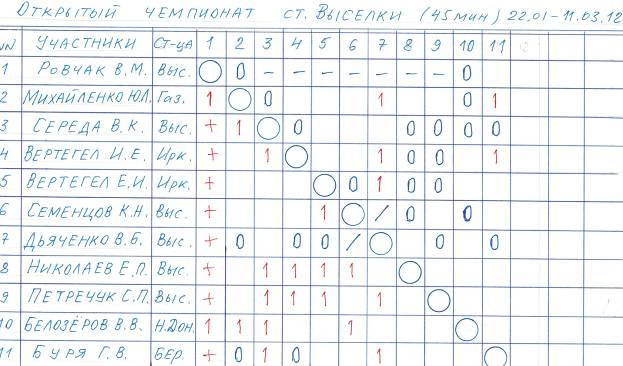 Открытый чемпионат ст. Выселки (45 мин) 22.01-11.03.12
№№ Участники Ст-ца 1 2 3 4 5 6 7 8 9 10 11 12
1 Ровчак В.М. Выс. 0 – – – – – – – 0
2 Михайленко Ю.Л. Газ. 1 0 1 0 1
3 Середа В.К. Выс. + 1 0 0 0 0 0
4 Вертегел И.Е. Ирк. + 1 1 0 0 1
5 Вертегел Е.И. Ирк. + 0 1 0 0
6 Семенцов К.Н. Выс. + 1 / 0 0
7 Дьяченко В.Б. Выс. + 0 0 0 / 0 0
8 Николаев Е.П. Выс. + 1 1 1 1
9 Петречук С.П. Выс. + 1 1 1 1
10 Белозёров В.В. Н.Дон. 1 1 1 1
11 Буря Г.В. Бер. + 0 1 0 1